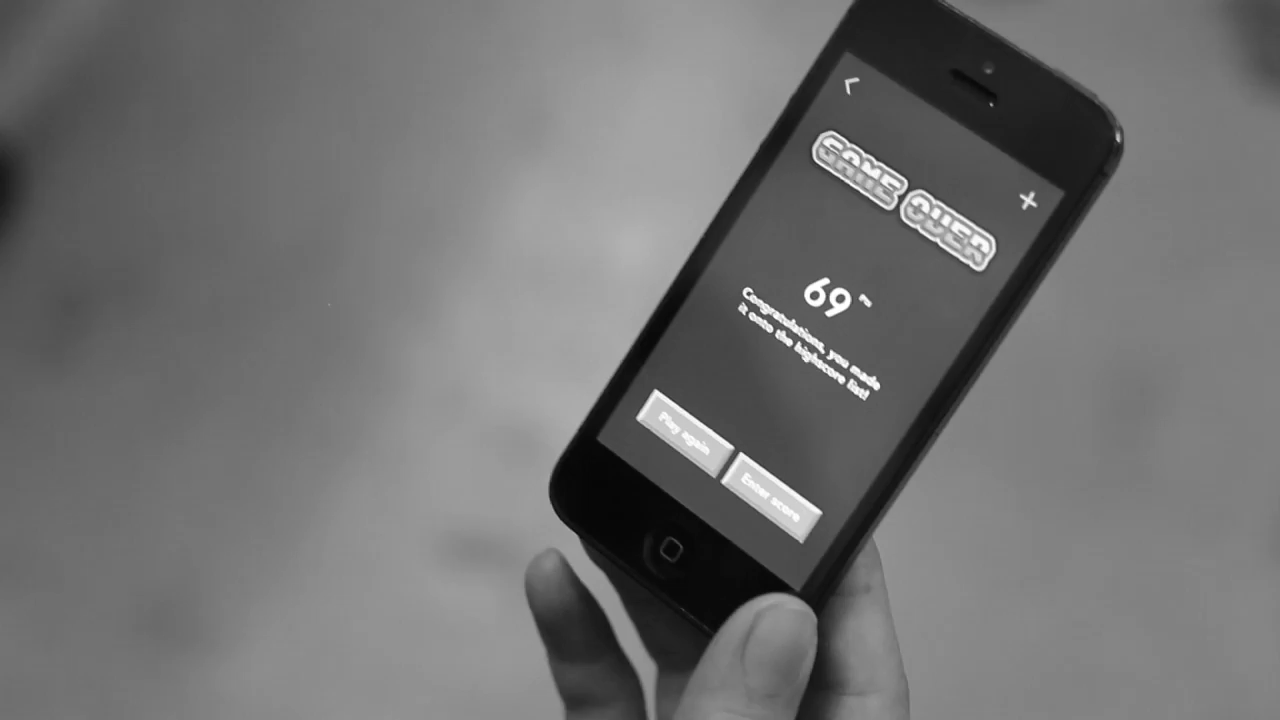 GAME OVER
69
Congratulations, you made
it onto the highscore list!
Play again
Enter score